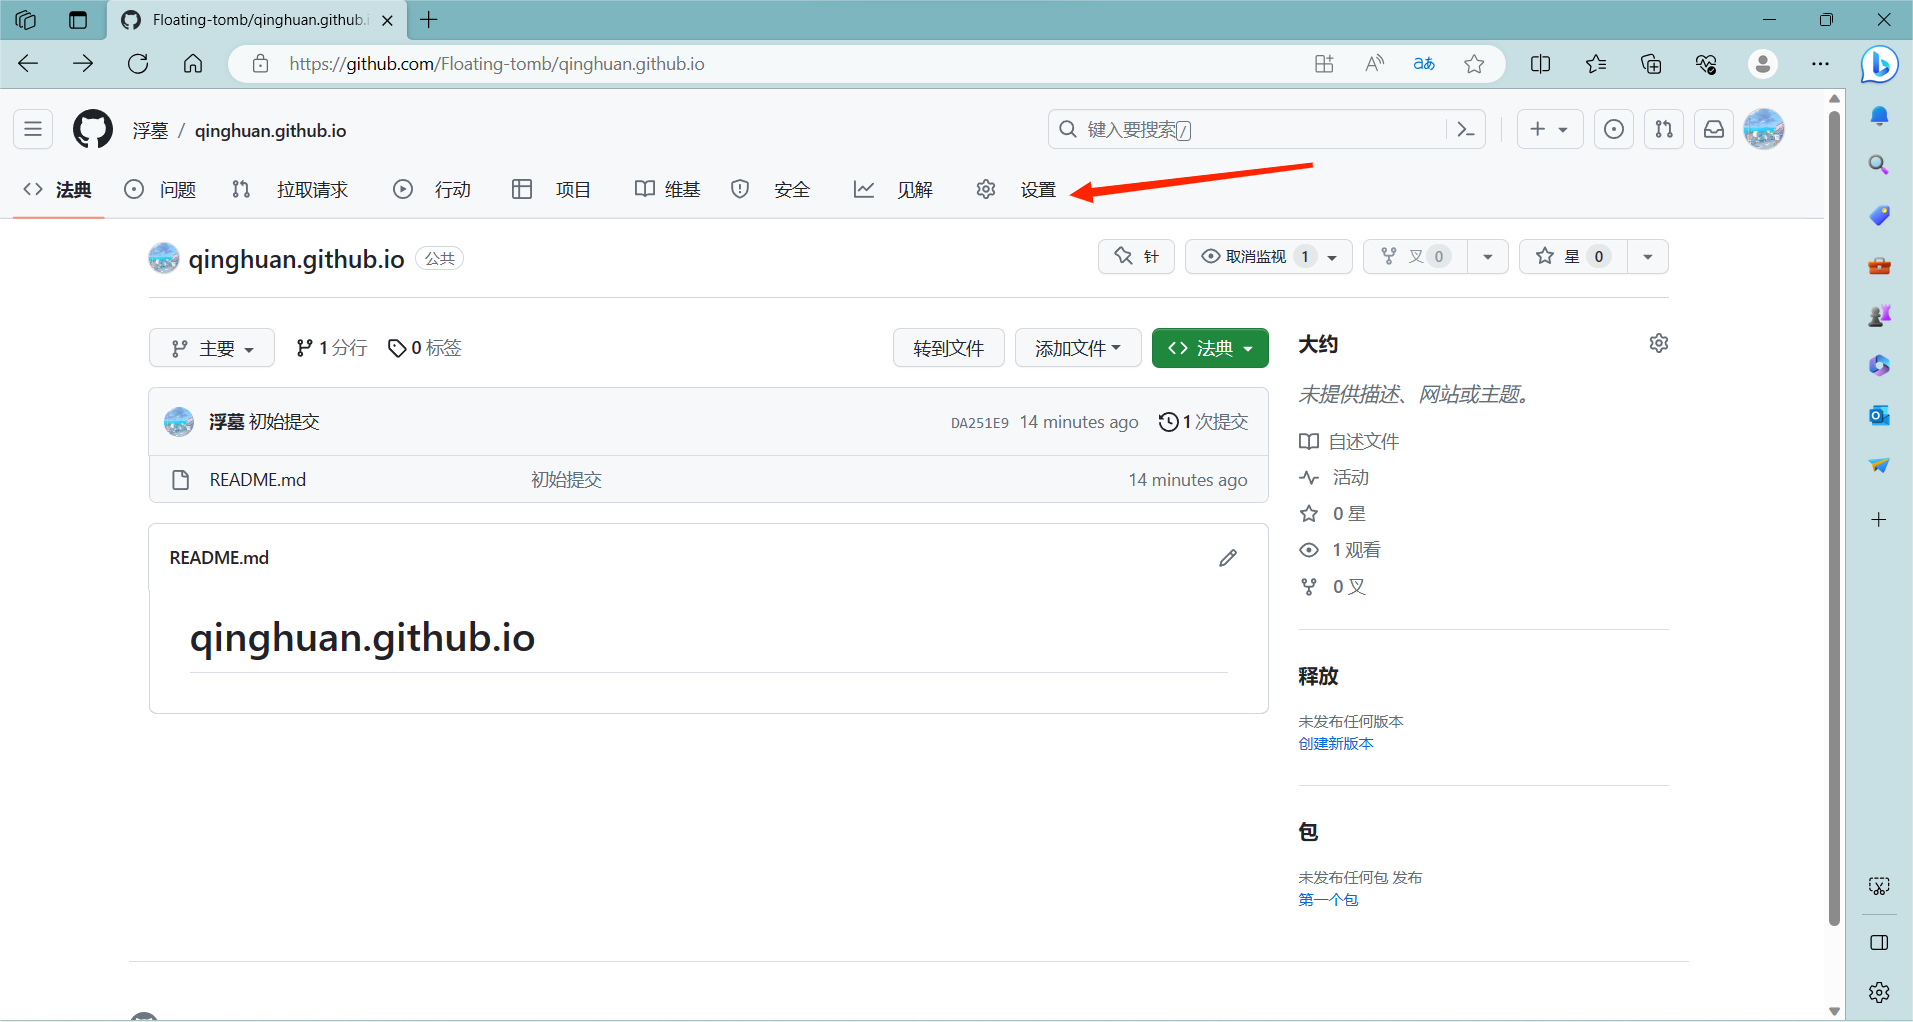 Floating-tomb/qinghuan.github.i
https://github.com/Floating-tomb/qinghuan.github.io
浮墓 / qinghuan.github.io
键入要搜索/
法典 问题 拉取请求 行动 项目 维基 安全 见解 设置
qinghuan.github.io 公共
针 取消监视 1 叉 0 星 0
主要 1 分行 0 标签 转到文件 添加文件 法典
浮墓 初始提交 DA251E9 14 minutes ago 1 次提交
README.md 初始提交 14 minutes ago
README.md
qinghuan.github.io
大约
未提供描述、网站或主题。
自述文件
活动
0 星
1 观看
0 叉
释放
未发布任何版本
创建新版本
包
未发布任何包 发布
第一个包